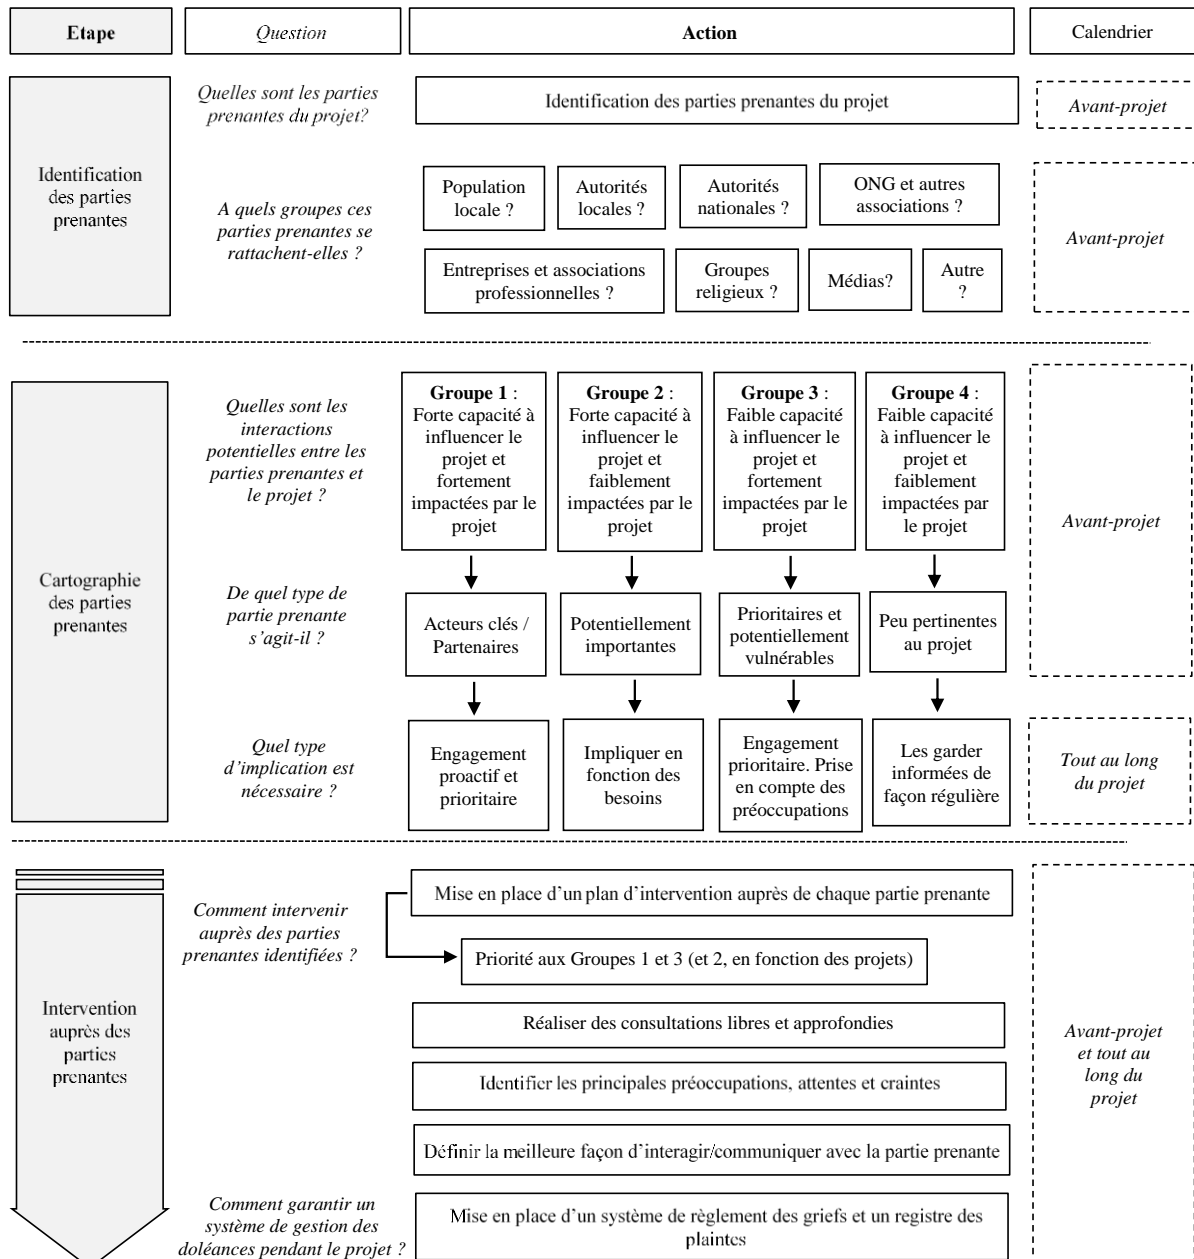 Etape
Question
Action
Calendrier
Identification
des parties
prenantes
Quelles sont les parties
prenantes du projet?
Identification des parties prenantes du projet
Avant-projet
A quels groupes ces
parties prenantes se
rattachent-elles ?
Population
locale ?
Autorités
locales ?
Autorités
nationales ?
ONG et autres
associations ?
Entreprises et associations
professionnelles ?
Groupes
religieux ?
Médias?
Autre
?
Avant-projet
Cartographie
des parties
prenantes
Quelles sont les
interactions
potentielles entre les
parties prenantes et
le projet ?
Groupe 1 :
Forte capacité à
influencer le
projet et
fortement
impactées par le
projet
Groupe 2 :
Forte capacité à
influencer le
projet et
faiblement
impactées par le
projet
Groupe 3 :
Faible capacité
à influencer le
projet et
fortement
impactées par le
projet
Groupe 4 :
Faible capacité
à influencer le
projet et
faiblement
impactées par
le projet
Avant-projet
De quel type de
partie prenante
s’agit-il ?
Acteurs clés /
Partenaires
Potentiellement
importantes
Prioritaires et
potentiellement
vulnérables
Peu pertinentes
au projet
Quel type
d’implication est
nécessaire ?
Engagement
proactif et
prioritaire
Impliquer en
fonction des
besoins
Engagement
prioritaire. Prise
en compte des
préoccupations
Les garder
informées de
façon régulière
Tout au long
du projet
Intervention
auprès des
parties
prenantes
Comment intervenir
auprès des parties
prenantes identifiées ?
Mise en place d’un plan d’intervention auprès de chaque partie prenante
Priorité aux Groupes 1 et 3 (et 2, en fonction des projets)
Réaliser des consultations libres et approfondies
Identifier les principales préoccupations, attentes et craintes
Définir la meilleure façon d’interagir/communiquer avec la partie prenante
Avant-projet
et tout au
long du
projet
Comment garantir un
système de gestion des
doléances pendant le projet ?
Mise en place d’un système de règlement des griefs et un registre des
plaintes